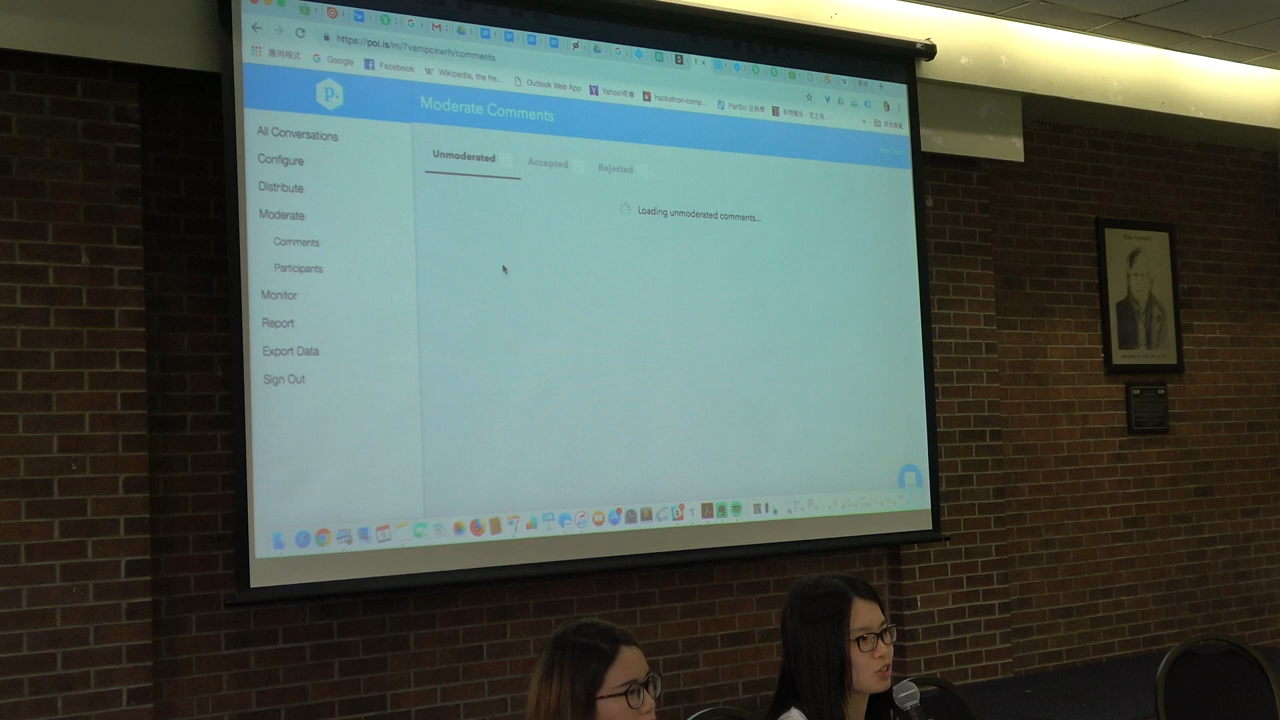 https://pol.is/m/7vampckwrh/comments
應用程式 Google Facebook Wikipedia, the fre... Outlook Web App Yahoo!奇摩 hackathon-comp...
p.
Moderate Comments
All Conversations
Configure
Distribute
Moderate
Comments
Participants
Monitor
Report
Export Data
Sign Out
Unmoderated Accepted Rejected
Loading unmoderated comments...